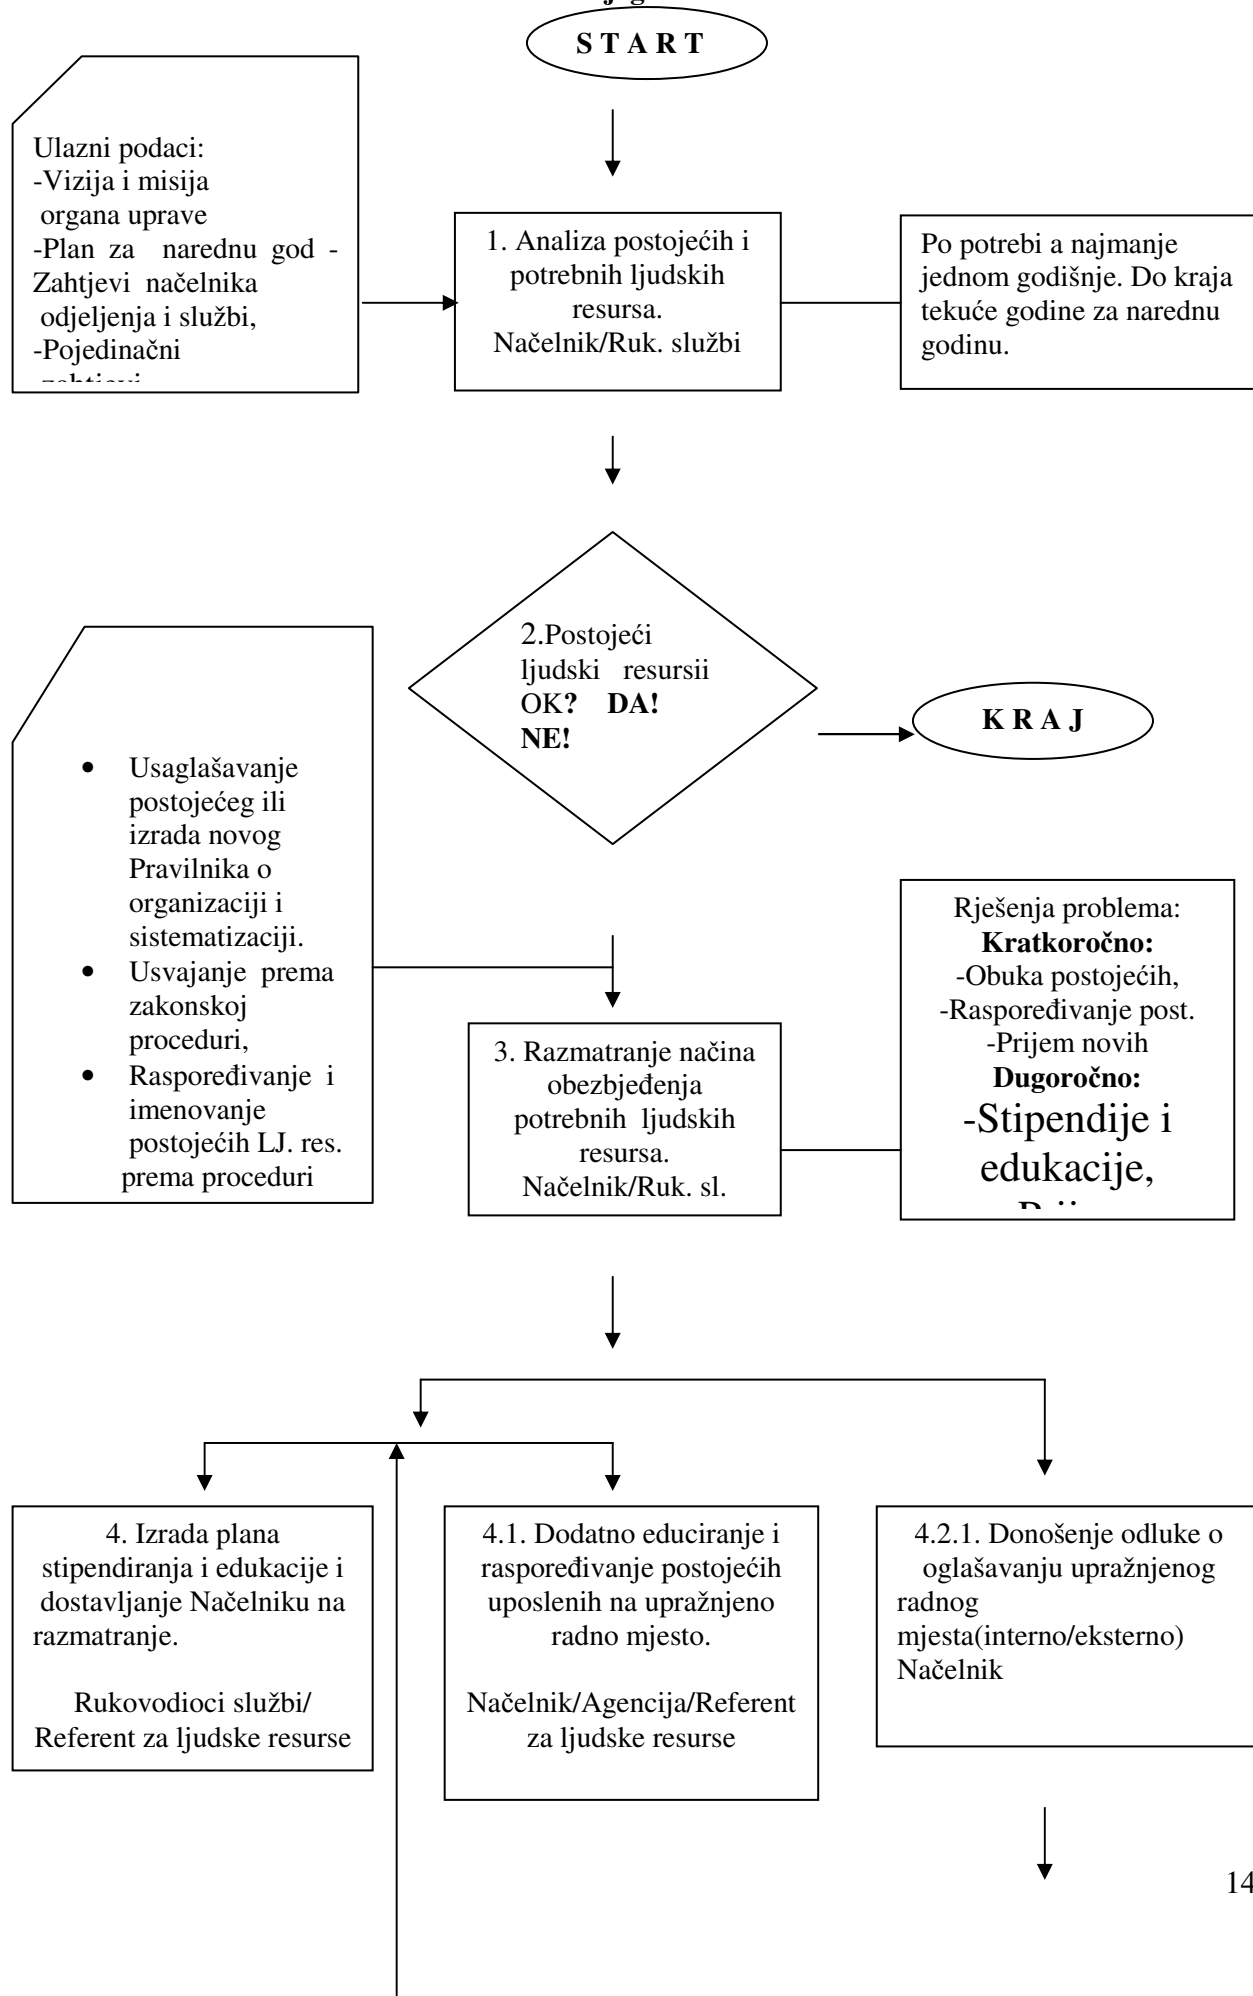 S T A R T
Ulazni podaci:
-Vizija i misija
organa uprave
-Plan za narednu god -
Zahtjevi načelnika
odjeljenja i službi,
-Pojedinačni
1. Analiza postojećih i
potrebnih ljudskih
resursa.
Načelnik/Ruk. službi
Po potrebi a najmanje
jednom godišnje. Do kraja
tekuće godine za narednu
godinu.
2.Postojeći
ljudski resursii
OK? DA!
NE!
K R A J
• Usaglašavanje
postojećeg ili
izrada novog
Pravilnika o
organizaciji i
sistematizaciji.
• Usvajanje prema
zakonskoj
proceduri,
• Raspoređivanje i
imenovanje
postojećih LJ. res.
prema proceduri
3. Razmatranje načina
obezbjeđenja
potrebnih ljudskih
resursa.
Načelnik/Ruk. sl.
Rješenja problema:
Kratkoročno:
-Obuka postojećih,
-Raspoređivanje post.
-Prijem novih
Dugoročno:
-Stipendije i
edukacije,
4. Izrada plana
stipendiranja i edukacije i
dostavljanje Načelniku na
razmatranje.
Rukovodioci službi/
Referent za ljudske resurse
4.1. Dodatno educiranje i
raspoređivanje postojećih
uposlenih na upražnjeno
radno mjesto.
Načelnik/Agencija/Referent
za ljudske resurse
4.2.1. Donošenje odluke o
oglašavanju upražnjenog
radnog
mjesta(interno/eksterno)
Načelnik
14